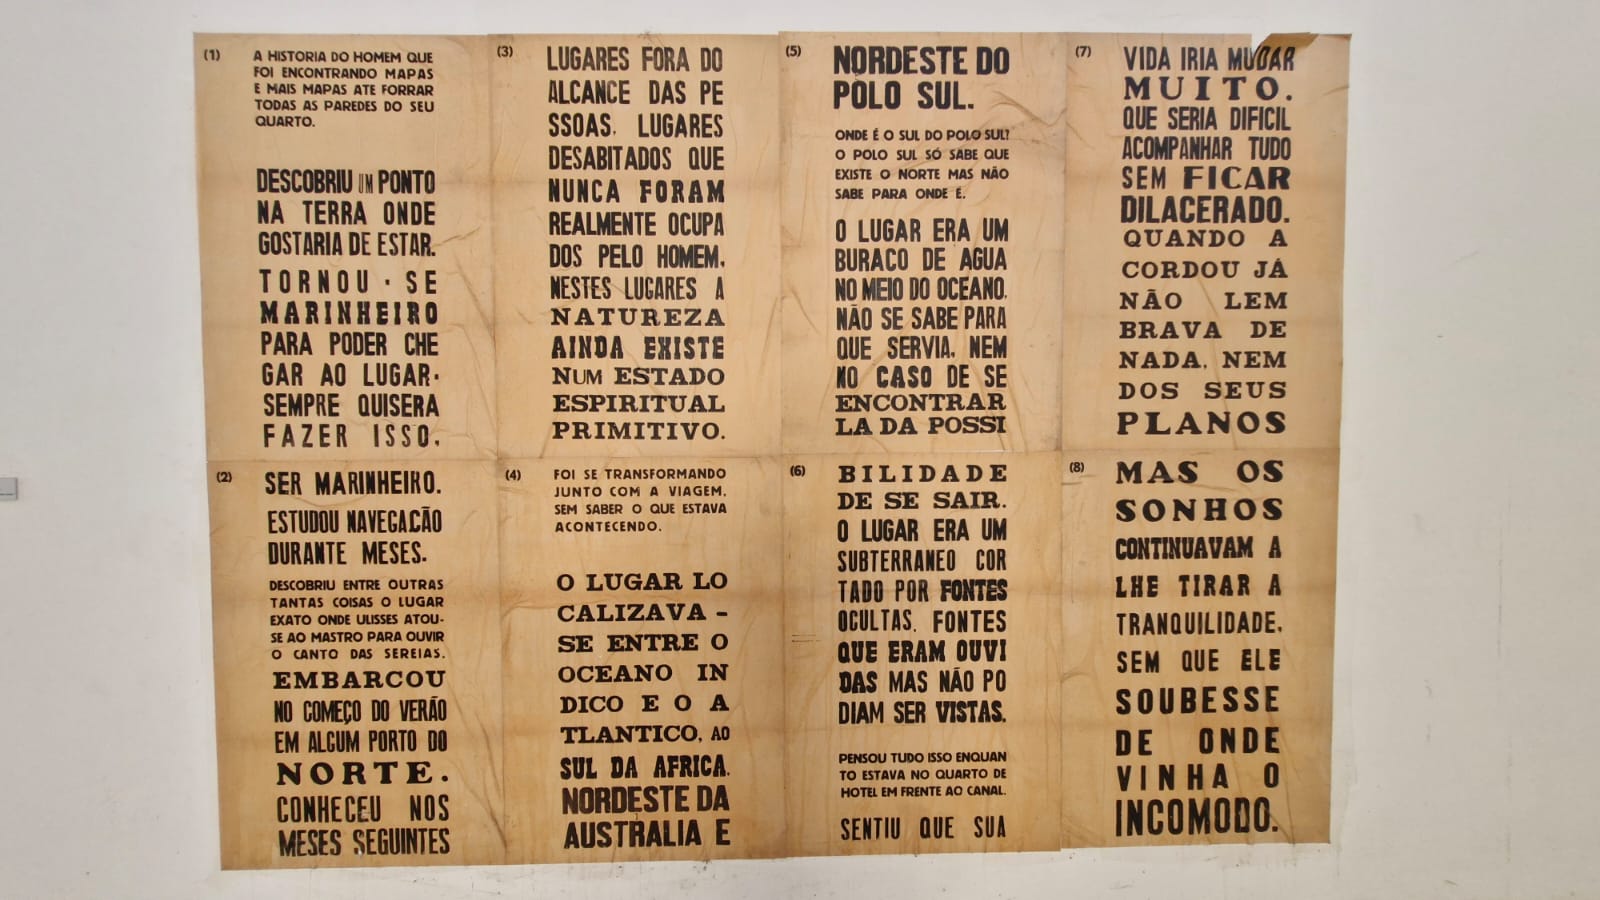 (1)
A HISTORIA DO HOMEM QUE
FOI ENCONTRANDO MAPAS
E MAIS MAPAS ATE FORRAR
TODAS AS PAREDES DO SEU
QUARTO.
DESCOBRIU UM PONTO
NA TERRA ONDE
GOSTARIA DE ESTAR.
TORNOU - SE
MARINHEIRO
PARA PODER CHE
GAR AO LUGAR.
SEMPRE QUISERA
FAZER ISSO,
(2)
SER MARINHEIRO.
ESTUDOU NAVEGAÇÃO
DURANTE MESES.
DESCOBRIU ENTRE OUTRAS
TANTAS COISAS O LUGAR
EXATO ONDE ULISSES ATOU-
SE AO MASTRO PARA OUVIR
O CANTO DAS SEREIAS.
EMBARCOU
NO COMEÇO DO VERÃO
EM ALGUM PORTO DO
NORTE.
CONHECEU NOS
MESES SEGUINTES
(3)
LUGARES FORA DO
ALCANCE DAS PE
SSOAS. LUGARES
DESABITADOS QUE
NUNCA FORAM
REALMENTE OCUPA
DOS PELO HOMEM.
NESTES LUGARES A
NATUREZA
AINDA EXISTE
NUM ESTADO
ESPIRITUAL
PRIMITIVO.
(4)
FOI SE TRANSFORMANDO
JUNTO COM A VIAGEM,
SEM SABER O QUE ESTAVA
ACONTECENDO.
O LUGAR LO
CALIZAVA -
SE ENTRE O
OCEANO IN
DICO E O A
TLANTICO, AO
SUL DA AFRICA.
NORDESTE DA
AUSTRALIA E
(5)
NORDESTE DO
POLO SUL.
ONDE É O SUL DO POLO SUL?
O POLO SUL SÓ SABE QUE
EXISTE O NORTE MAS NÃO
SABE PARA ONDE É.
O LUGAR ERA UM
BURACO DE AGUA
NO MEIO DO OCEANO.
NÃO SE SABE PARA
QUE SERVIA, NEM
NO CASO DE SE
ENCONTRAR
LA DA POSSI
(6)
BILIDADE
DE SE SAIR.
O LUGAR ERA UM
SUBTERRANEO COR
TADO POR FONTES
OCULTAS. FONTES
QUE ERAM OUVI
DAS MAS NÃO PO
DIAM SER VISTAS.
PENSOU TUDO ISSO ENQUAN
TO ESTAVA NO QUARTO DE
HOTEL EM FRENTE AO CANAL.
SENTIU QUE SUA
(7)
VIDA IRIA MUDAR
MUITO.
QUE SERIA DIFICIL
ACOMPANHAR TUDO
SEM FICAR
DILACERADO.
QUANDO A
CORDOU JÁ
NÃO LEM
BRAVA DE
NADA, NEM
DOS SEUS
PLANOS
(8)
MAS OS
SONHOS
CONTINUAVAM A
LHE TIRAR A
TRANQUILIDADE,
SEM QUE ELE
SOUBESSE
DE ONDE
VINHA O
INCOMODO.